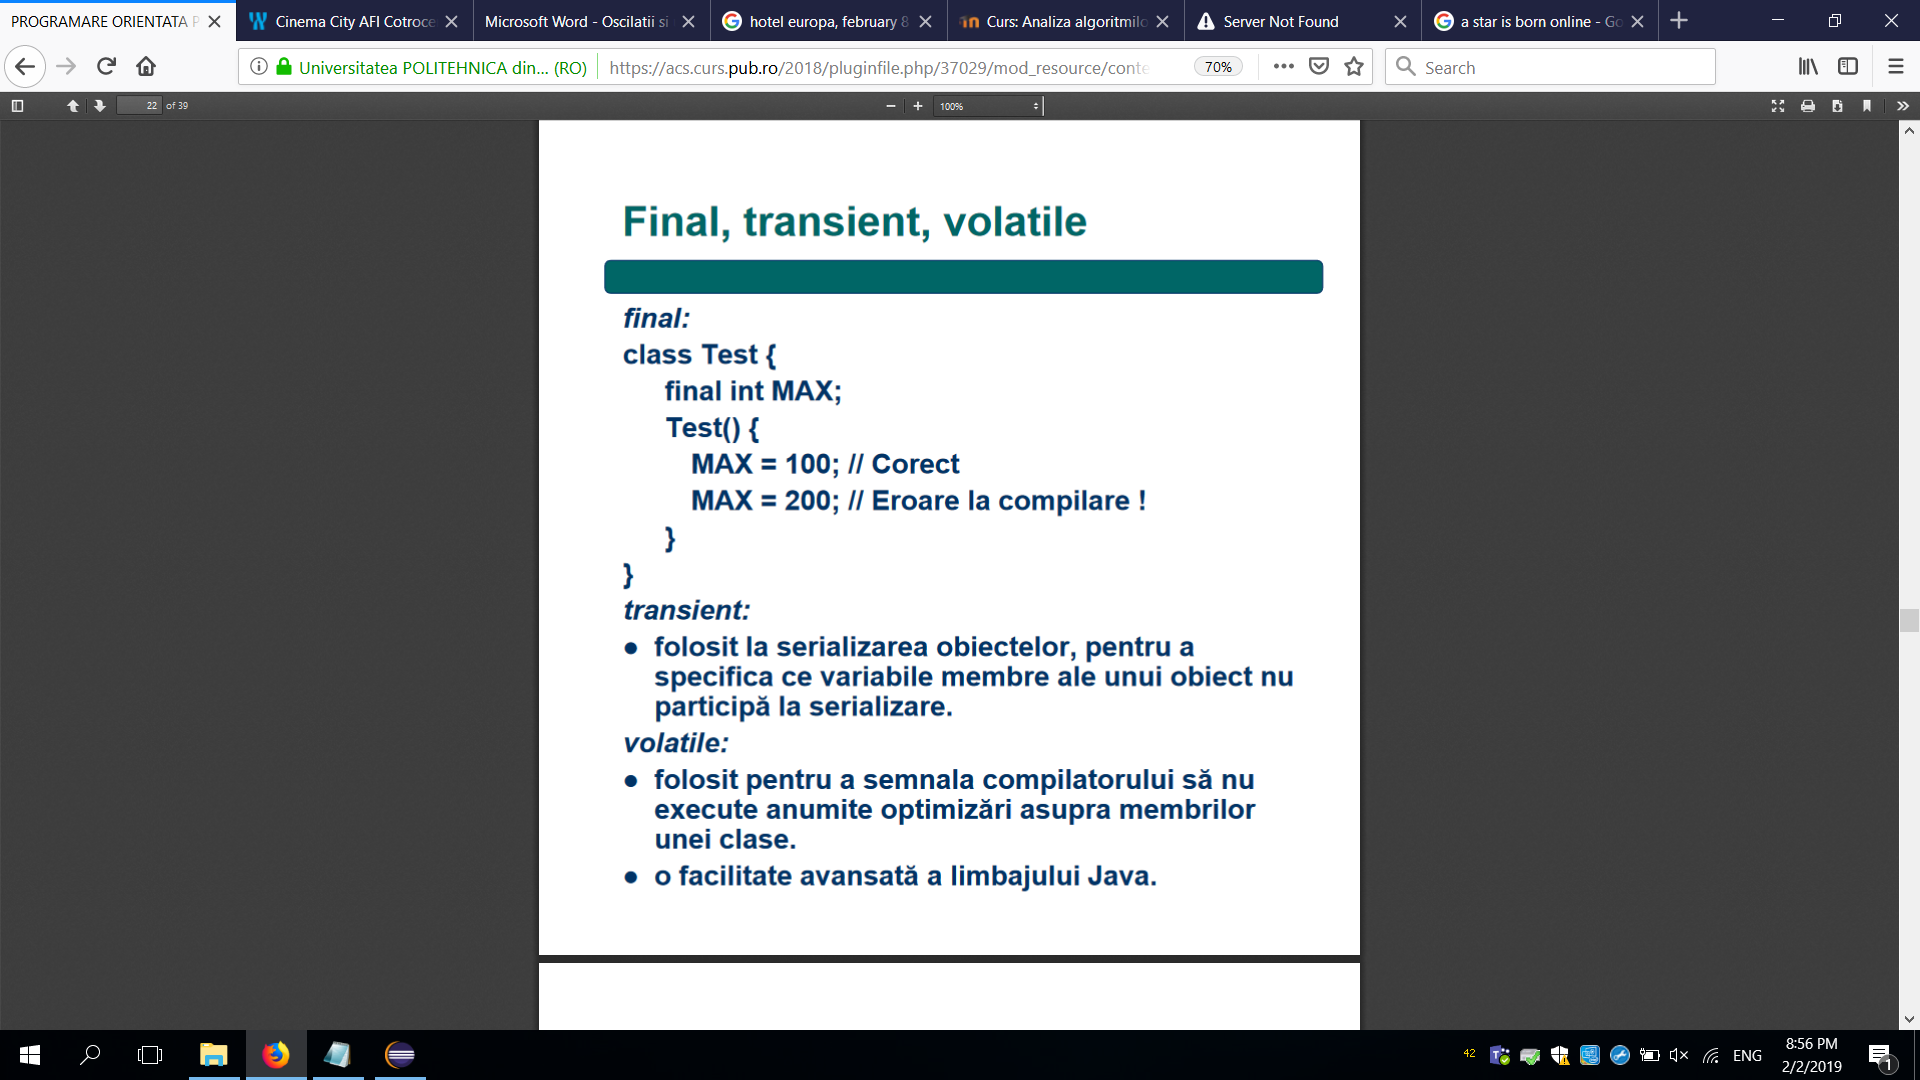 PROGRAMARE ORIENTATA P
Cinema City AFI Cotroce
Microsoft Word - Oscilatii si
hotel europa, february 8
Curs: Analiza algoritmilo
Server Not Found
a star is born online - Go
Universitatea POLITEHNICA din... (RO)
https://acs.curs.pub.ro/2018/pluginfile.php/37029/mod_resource/conte
70%
Search
22 of 39
100%
Final, transient, volatile
final:
class Test {
final int MAX;
Test() {
MAX = 100; // Corect
MAX = 200; // Eroare la compilare !
}
}
transient:
● folosit la serializarea obiectelor, pentru a
specifica ce variabile membre ale unui obiect nu
participă la serializare.
volatile:
● folosit pentru a semnala compilatorului să nu
execute anumite optimizări asupra membrilor
unei clase.
● o facilitate avansată a limbajului Java.
42
ENG
8:56 PM
2/2/2019
1